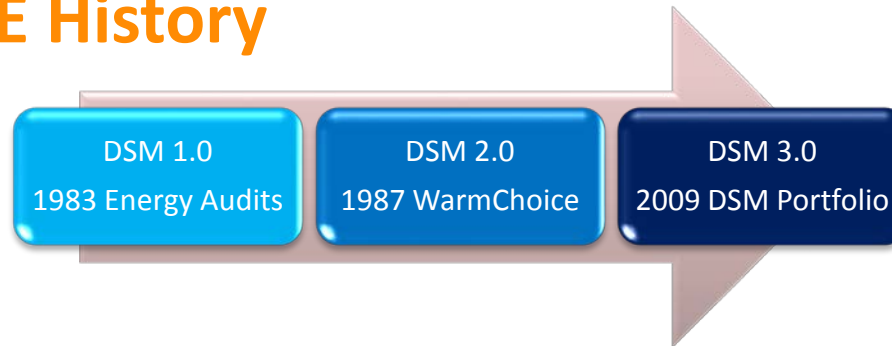 E History
DSM 1.0
1983 Energy Audits
DSM 2.0
1987 WarmChoice
DSM 3.0
2009 DSM Portfolio